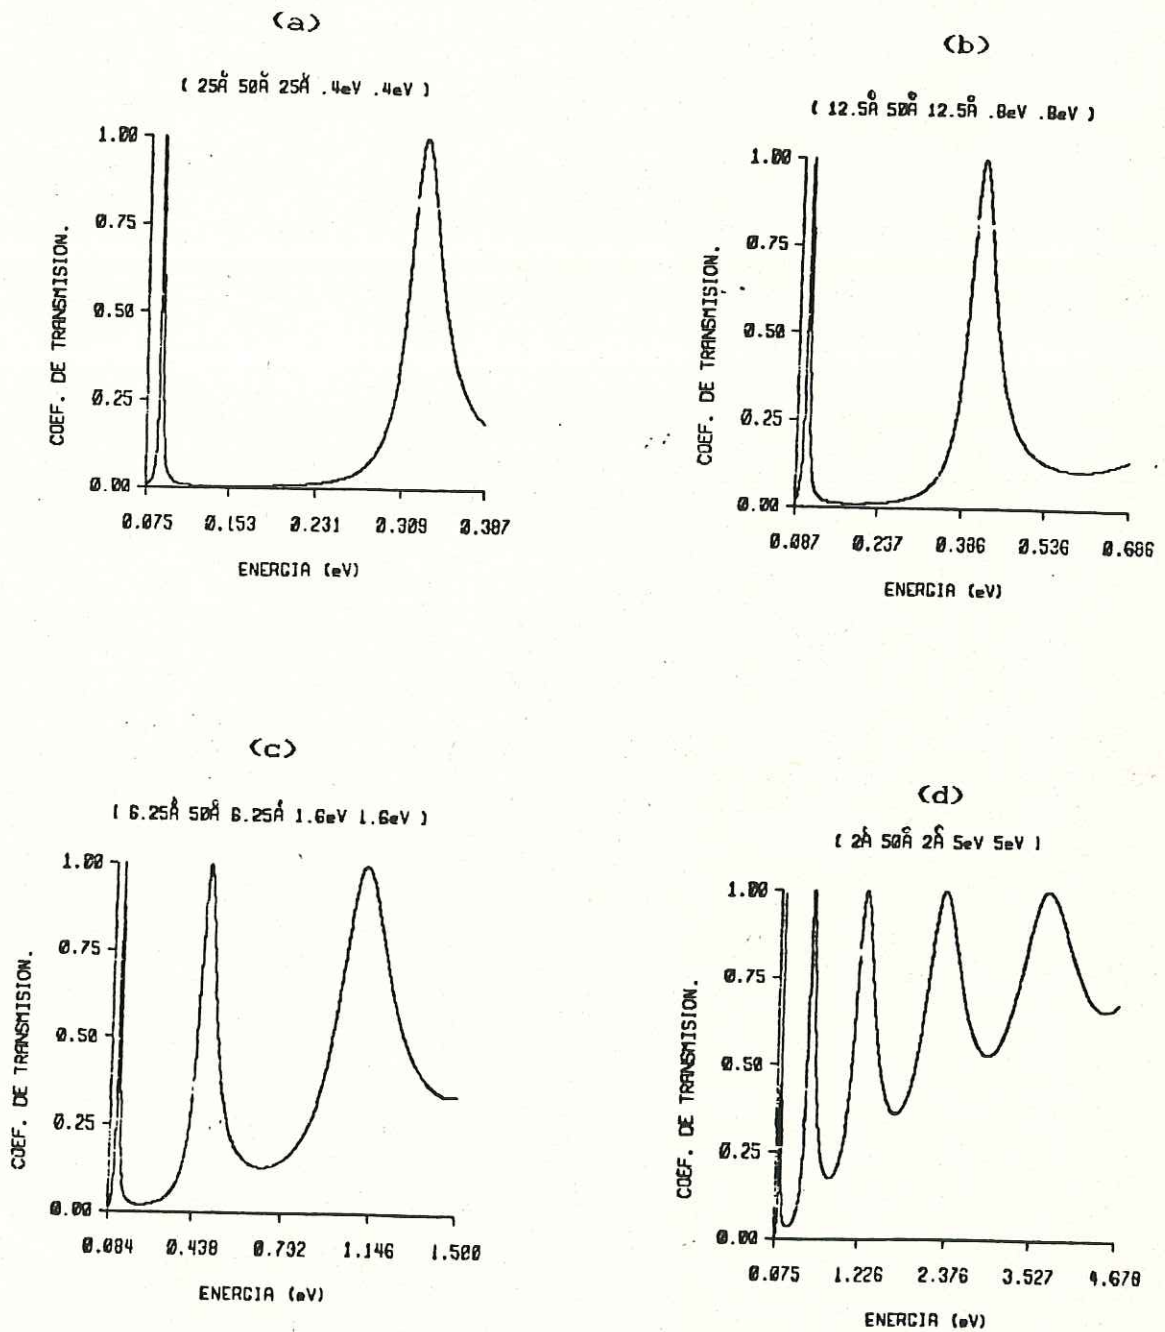 (a)
( 25Å 50Å 25Å .4eV .4eV )
COEF. DE TRANSMISION.
1.00
0.75
0.50
0.25
0.00
0.075 0.153 0.231 0.309 0.387
ENERGIA (eV)
(b)
( 12.5Å 50Å 12.5Å .8eV .8eV )
COEF. DE TRANSMISION.
1.00
0.75
0.50
0.25
0.00
0.087 0.237 0.386 0.536 0.686
ENERGIA (eV)
(c)
( 6.25Å 50Å 6.25Å 1.6eV 1.6eV )
COEF. DE TRANSMISION.
1.00
0.75
0.50
0.25
0.00
0.084 0.438 0.792 1.146 1.500
ENERGIA (eV)
(d)
( 2Å 50Å 2Å 5eV 5eV )
COEF. DE TRANSMISION.
1.00
0.75
0.50
0.25
0.00
0.075 1.226 2.376 3.527 4.678
ENERGIA (eV)